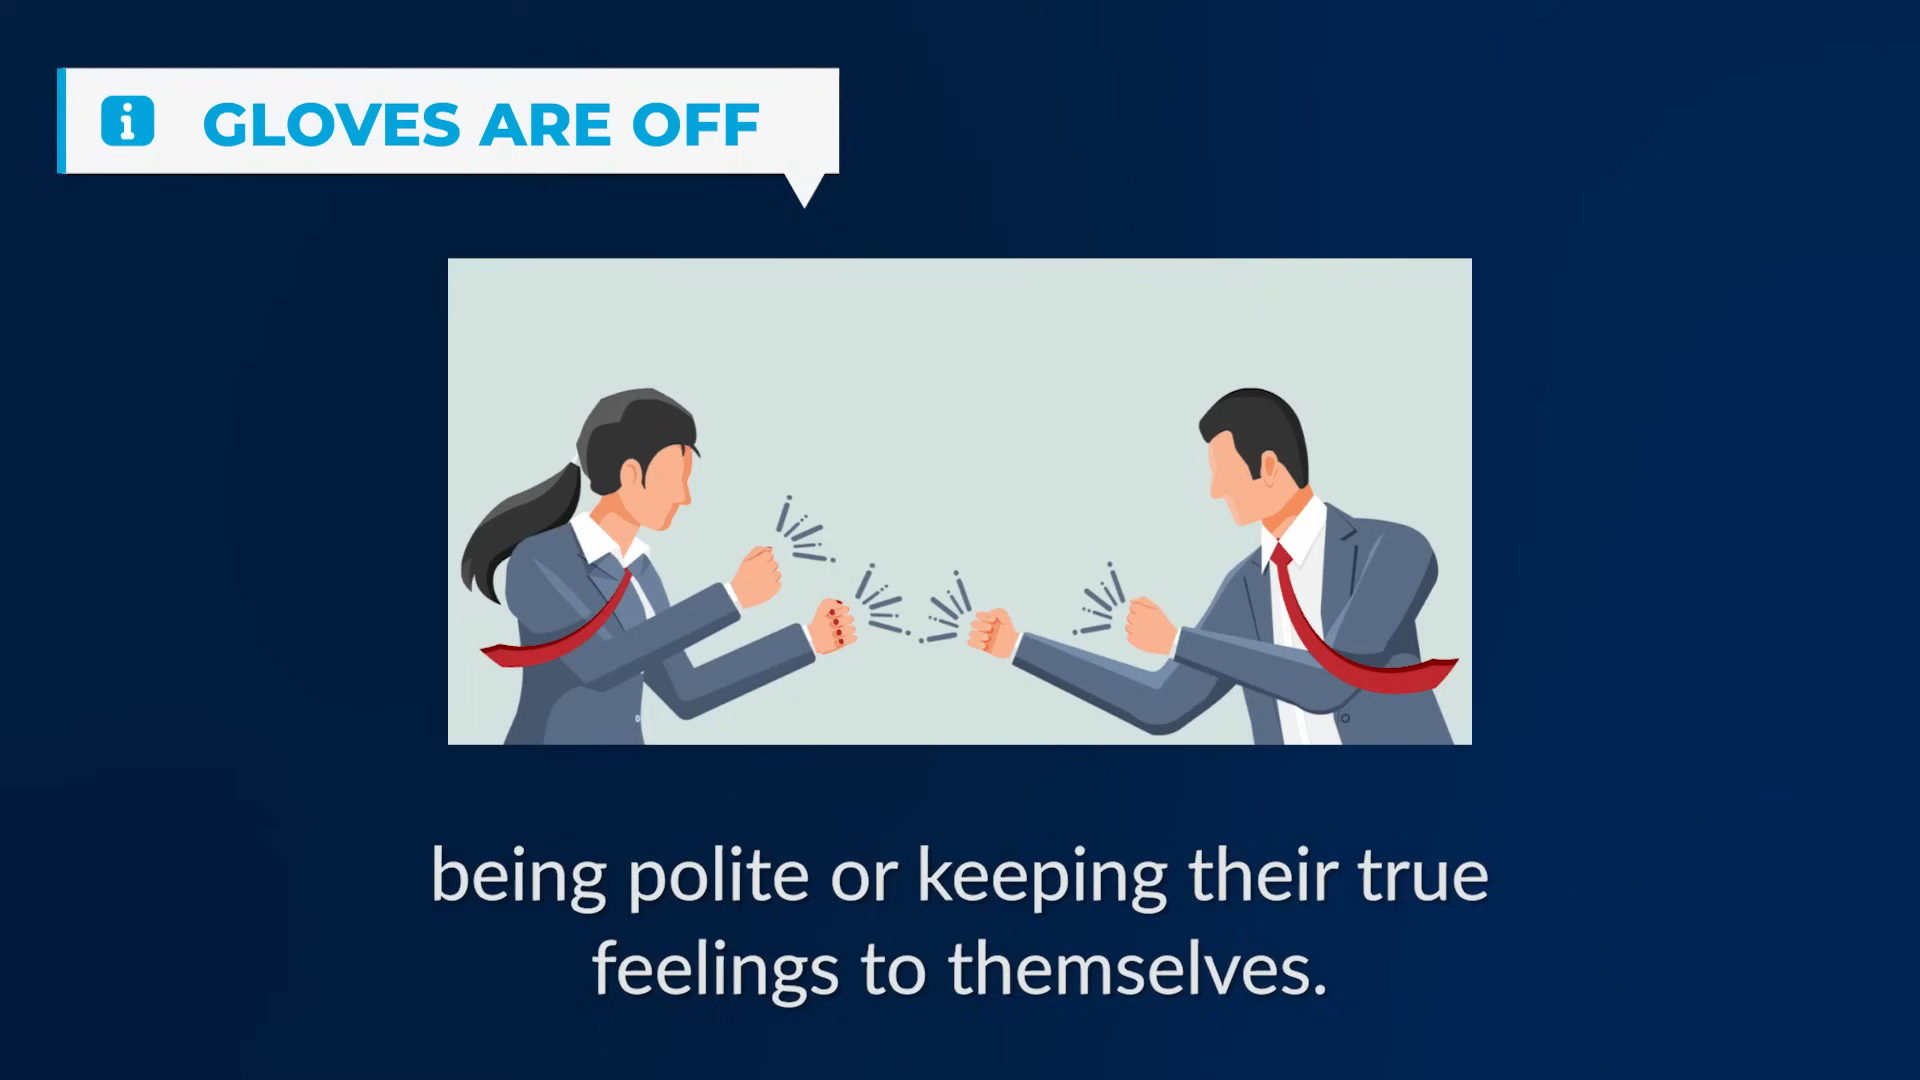 GLOVES ARE OFF
being polite or keeping their true
feelings to themselves.